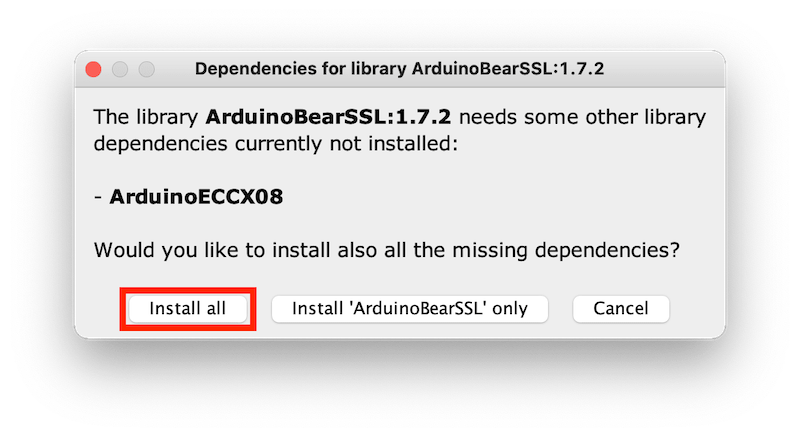 Dependencies for library ArduinoBearSSL:1.7.2
The library ArduinoBearSSL:1.7.2 needs some other library
dependencies currently not installed:
- ArduinoECCX08
Would you like to install also all the missing dependencies?
Install all
Install 'ArduinoBearSSL' only
Cancel